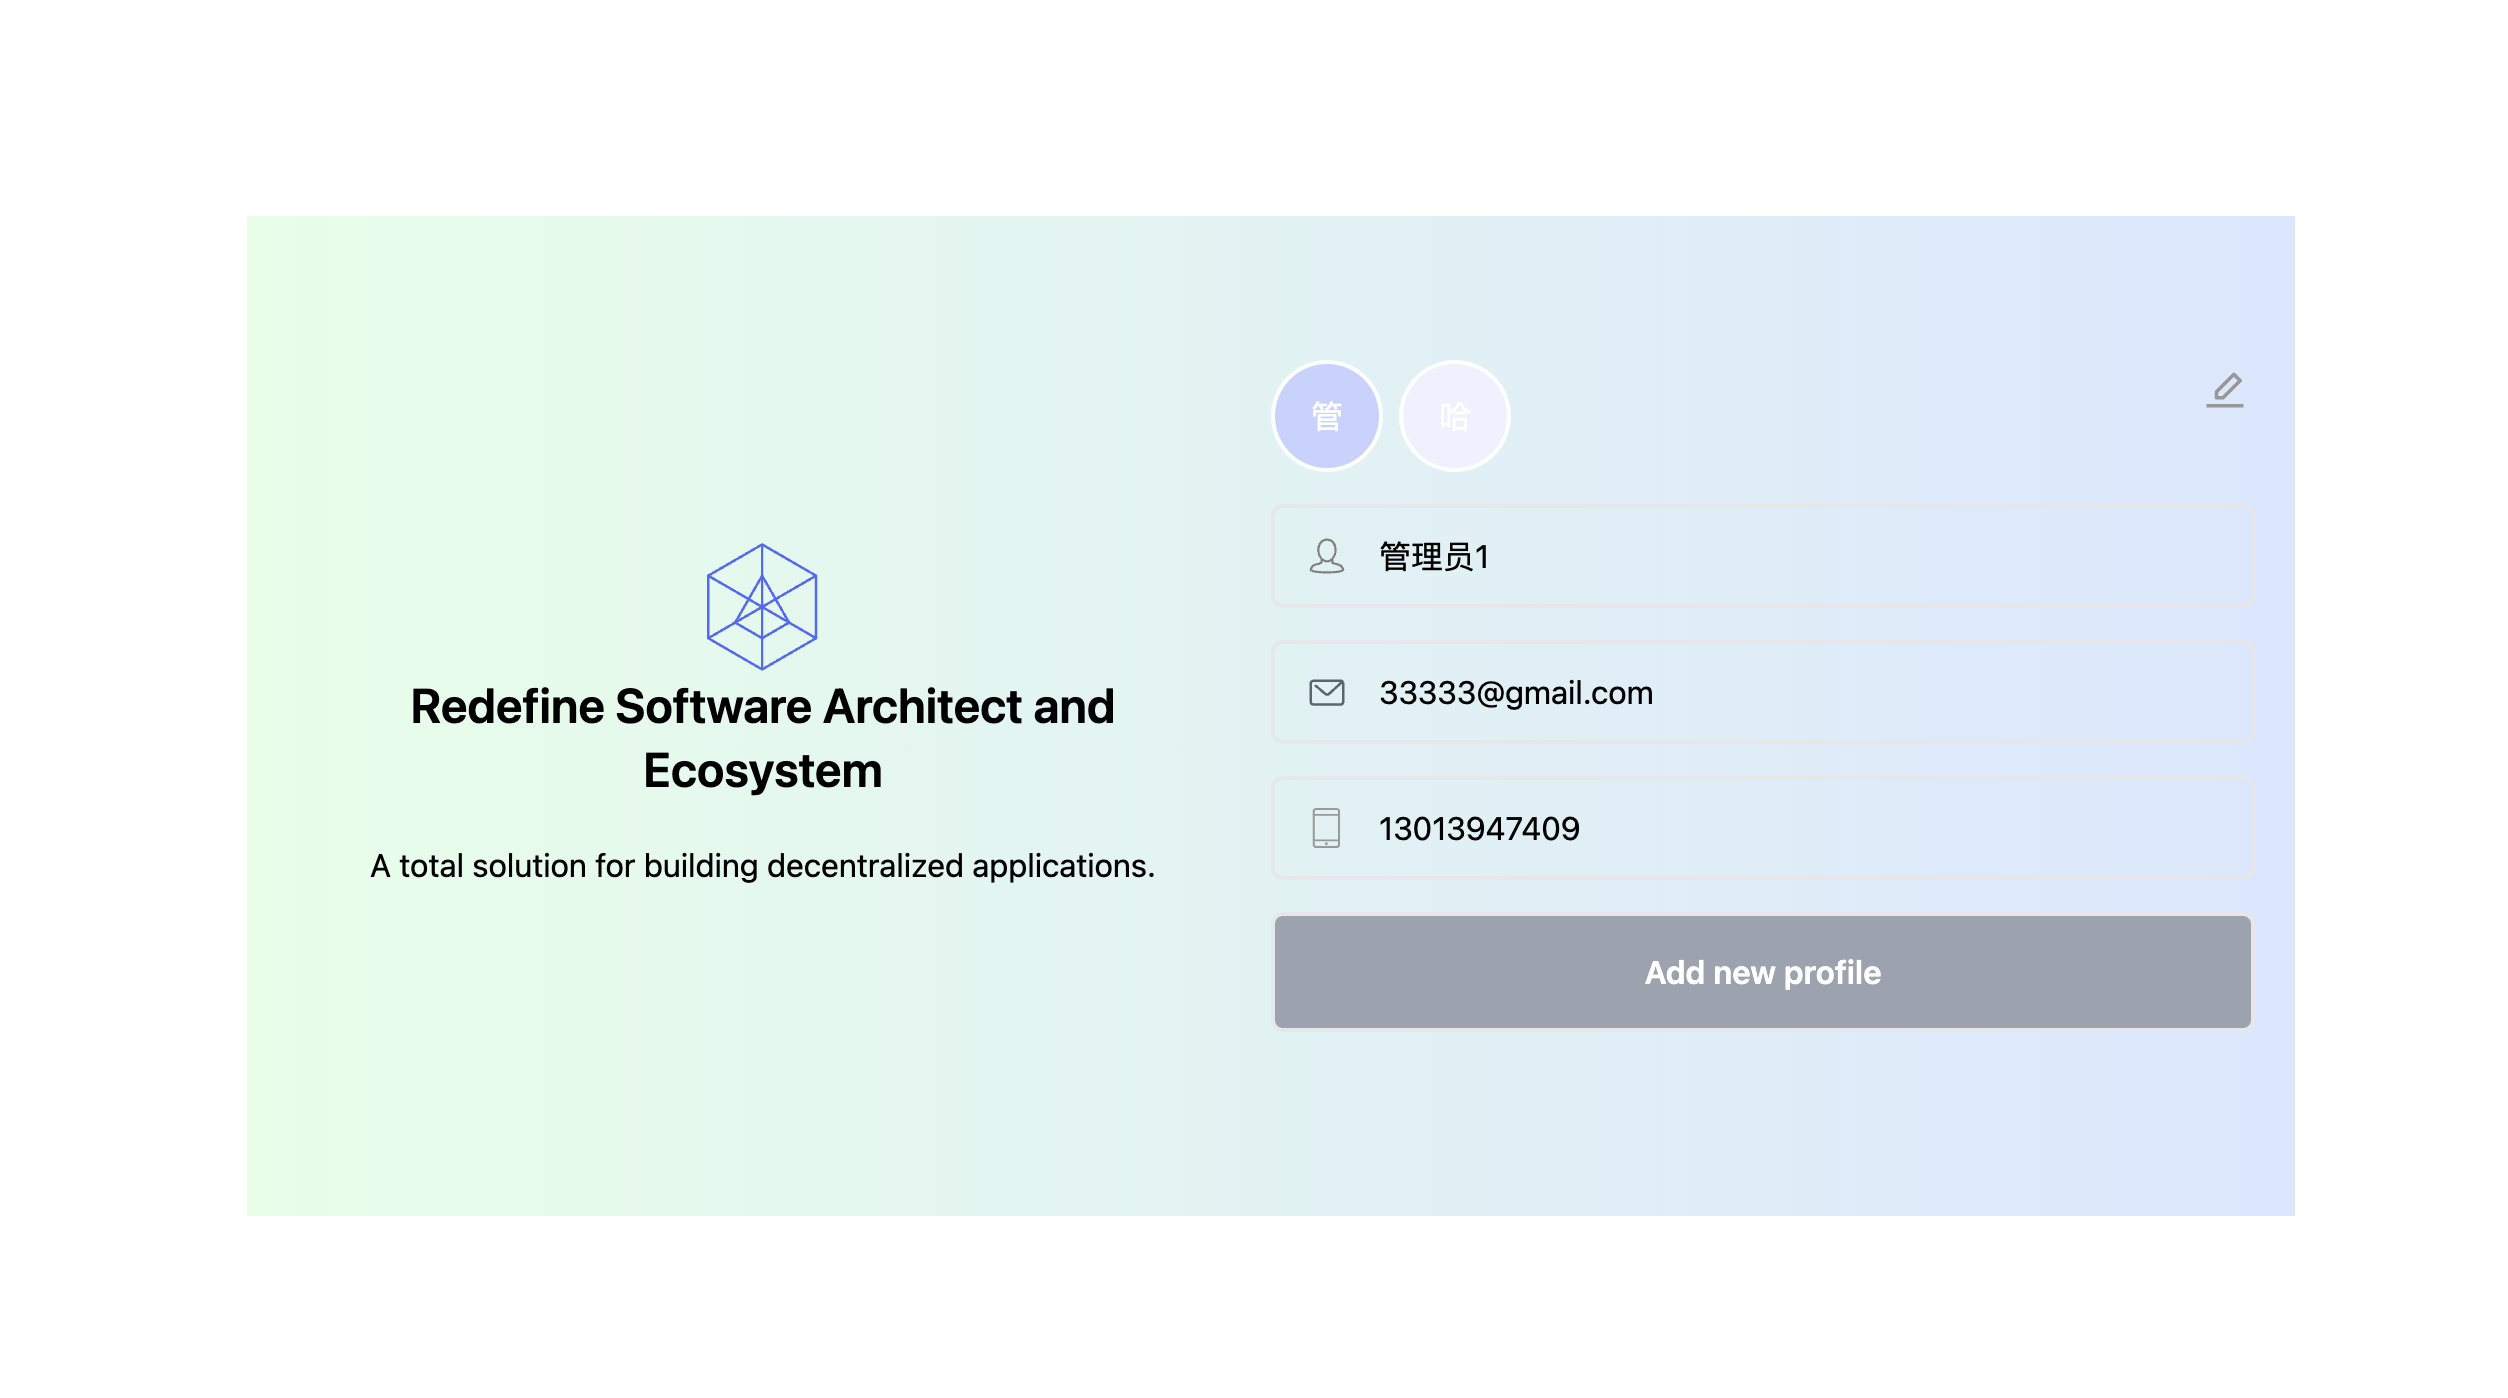 Redefine Software Architect and
Ecosystem
A total solution for building decentralized applications.
管
哈
管理员1
33333@gmail.com
13013947409
Add new profile